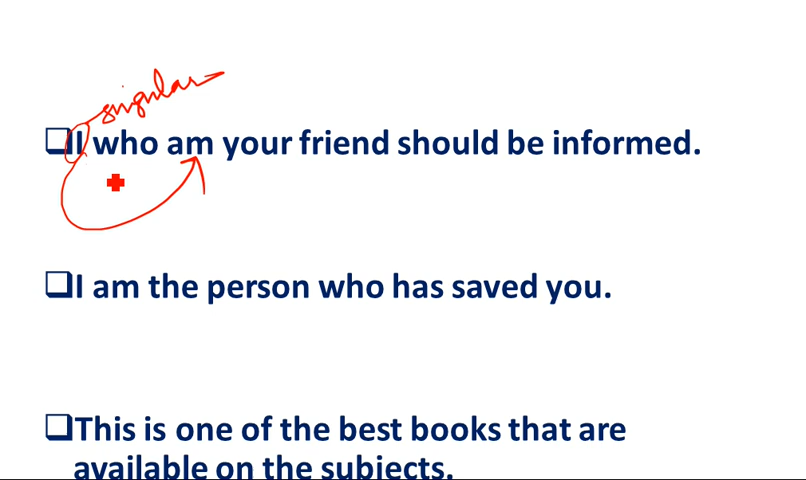 singular
❑I who am your friend should be informed.
❑I am the person who has saved you.
❑This is one of the best books that are
available on the subjects.